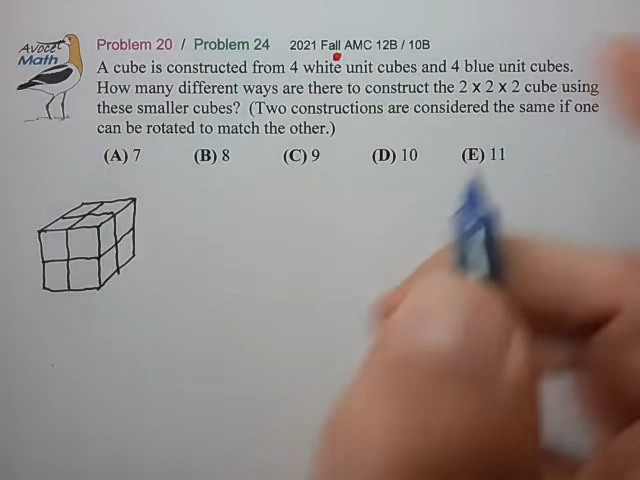 Avocet
Math
Problem 20 / Problem 24 2021 Fall AMC 12B / 10B
A cube is constructed from 4 white unit cubes and 4 blue unit cubes.
How many different ways are there to construct the 2 x 2 x 2 cube using
these smaller cubes? (Two constructions are considered the same if one
can be rotated to match the other.)
(A) 7 (B) 8 (C) 9 (D) 10 (E) 11